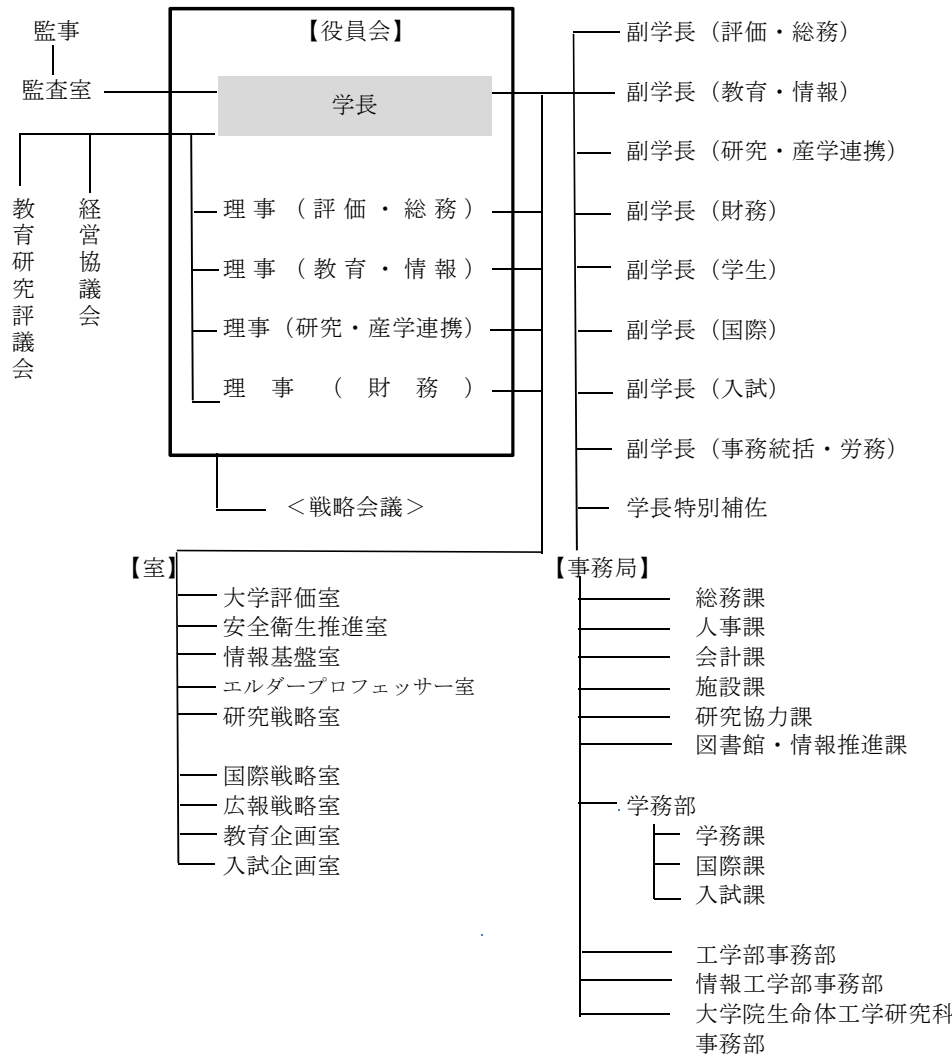 監事
監査室
教育研究評議会
経営協議会
【役員会】
学長
理事（評価・総務）
理事（教育・情報）
理事（研究・産学連携）
理事（財務）
＜戦略会議＞
副学長（評価・総務）
副学長（教育・情報）
副学長（研究・産学連携）
副学長（財務）
副学長（学生）
副学長（国際）
副学長（入試）
副学長（事務統括・労務）
学長特別補佐
【室】
大学評価室
安全衛生推進室
情報基盤室
エルダープロフェッサー室
研究戦略室
国際戦略室
広報戦略室
教育企画室
入試企画室
【事務局】
総務課
人事課
会計課
施設課
研究協力課
図書館・情報推進課
学務部
学務課
国際課
入試課
工学部事務部
情報工学部事務部
大学院生命体工学研究科
事務部